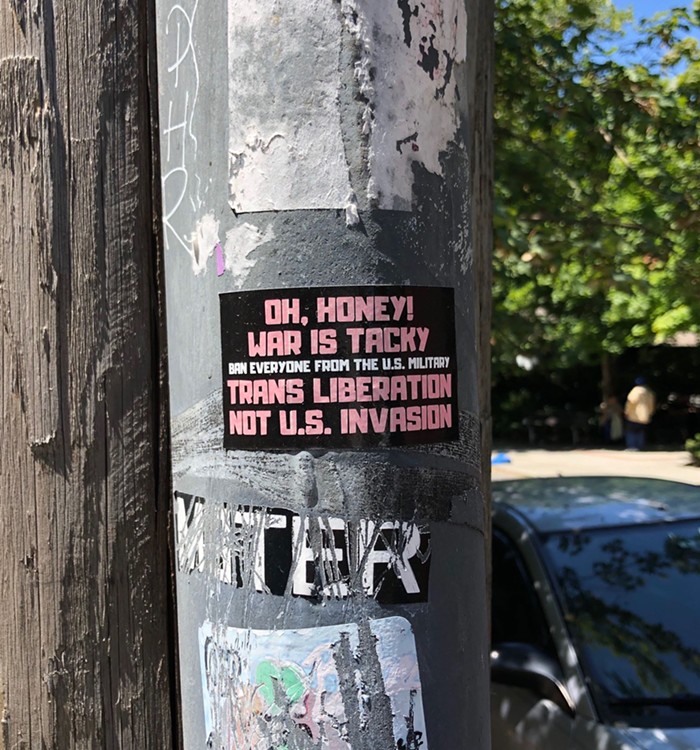 OH, HONEY!
WAR IS TACKY
BAN EVERYONE FROM THE U.S. MILITARY
TRANS LIBERATION
NOT U.S. INVASION